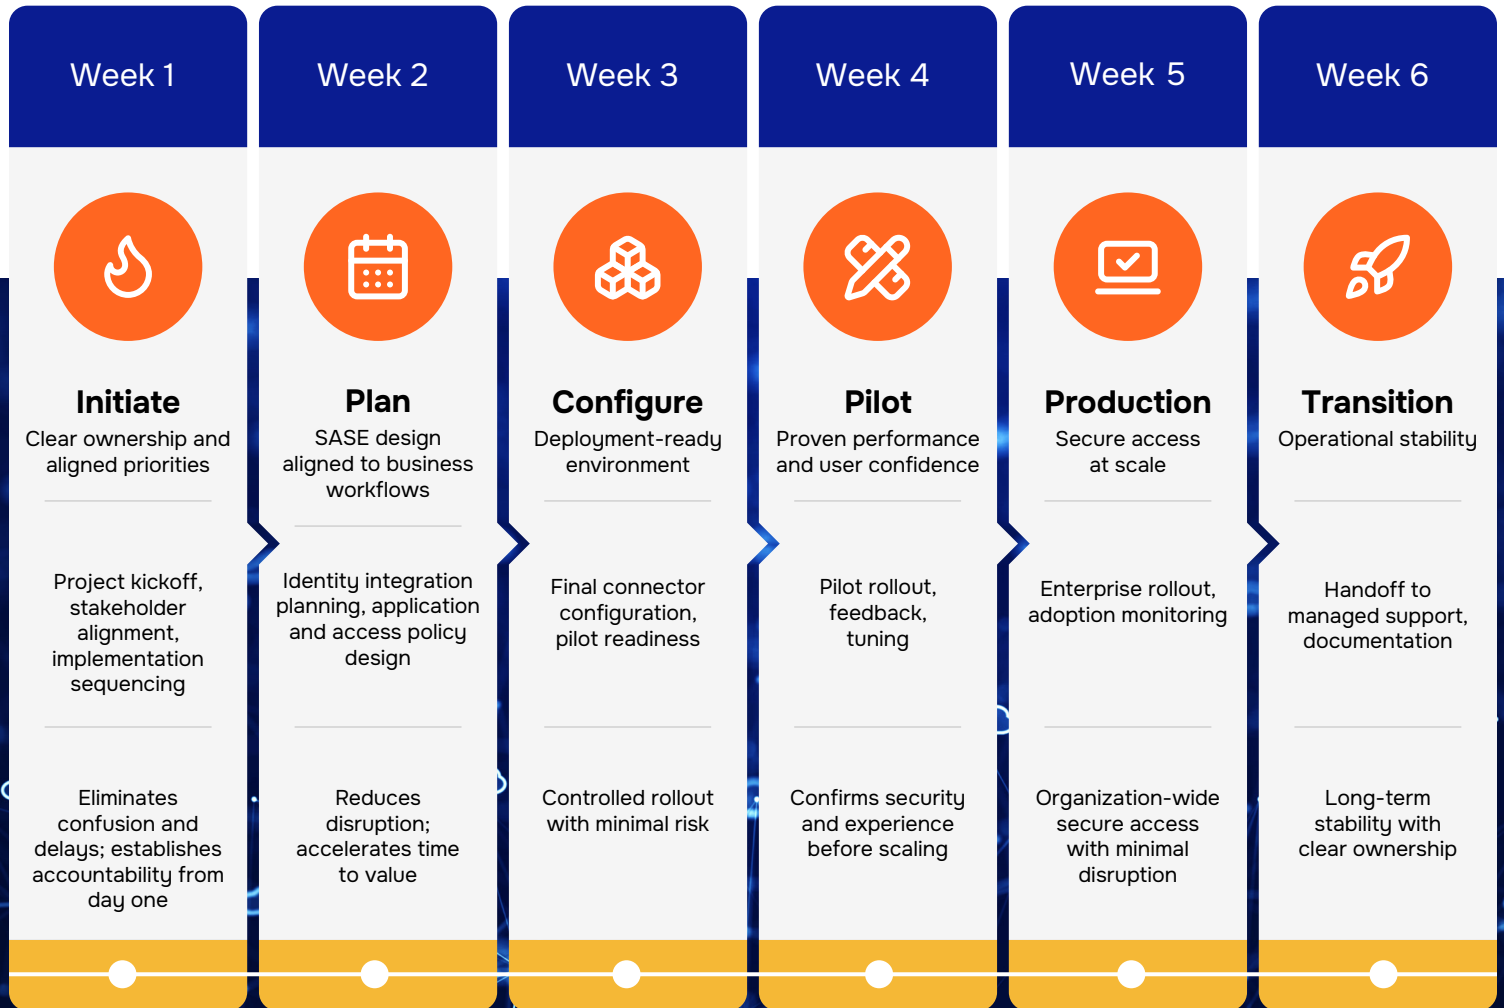 Week 1
Initiate
Clear ownership and
aligned priorities
Project kickoff,
stakeholder
alignment,
implementation
sequencing
Eliminates
confusion and
delays; establishes
accountability from
day one
Week 2
Plan
SASE design
aligned to business
workflows
Identity integration
planning, application
and access policy
design
Reduces
disruption;
accelerates time
to value
Week 3
Configure
Deployment-ready
environment
Final connector
configuration,
pilot readiness
Controlled rollout
with minimal risk
Week 4
Pilot
Proven performance
and user confidence
Pilot rollout,
feedback,
tuning
Confirms security
and experience
before scaling
Week 5
Production
Secure access
at scale
Enterprise rollout,
adoption monitoring
Organization-wide
secure access
with minimal
disruption
Week 6
Transition
Operational stability
Handoff to
managed support,
documentation
Long-term
stability with
clear ownership